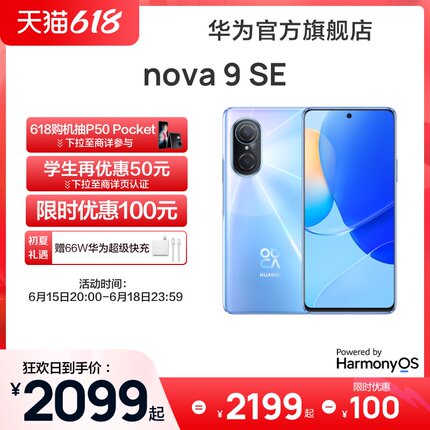 天猫618
华为官方旗舰店
nova 9 SE
618购机抽P50 Pocket
▼下拉至商详参与
学生再优惠50元
▼下拉至商详页认证
限时优惠100元
初夏礼遇
赠66W华为超级快充
活动时间：
6月15日20:00-6月18日23:59
HUAWEI
Powered by
HarmonyOS
狂欢日到手价：
¥2099起
=
¥2199起
-
限时优惠
¥100